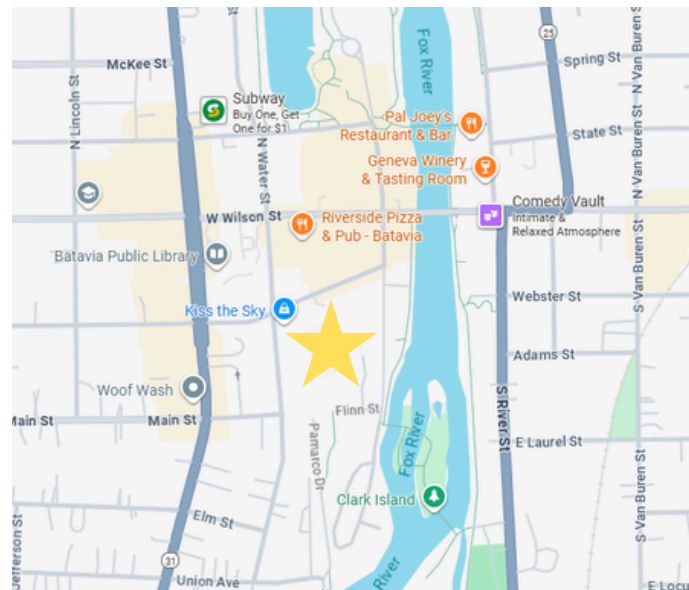 McKee St
Fox River
25
Spring St
N Van Buren St
N Lincoln St
Subway
Buy One, Get
One for $1
N Water St
Pal Joey's
Restaurant & Bar
State St
N Van Buren St
Geneva Winery
& Tasting Room
Comedy Vault
Intimate &
Relaxed Atmosphere
W Wilson St
Riverside Pizza
& Pub - Batavia
Batavia Public Library
S Van Buren St
Webster St
Kiss the Sky
Adams St
Woof Wash
Flinn St
Main St
Main St
Pamarco Dr
Fox River
S River St
E Laurel St
Clark Island
S Van Buren St
Elm St
Jefferson St
31
Union Ave
River
E Locu